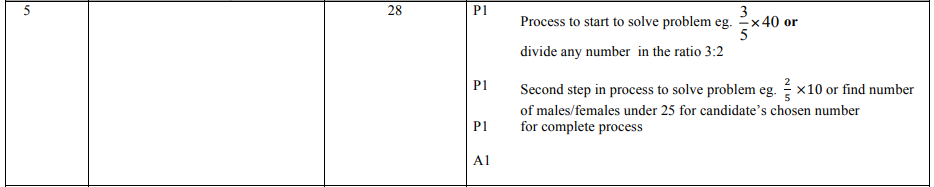 5 28 P1 Process to start to solve problem eg. 3/5 × 40 or
divide any number in the ratio 3:2
P1 Second step in process to solve problem eg. 2/5 ×10 or find number
of males/females under 25 for candidate's chosen number
P1 for complete process
A1